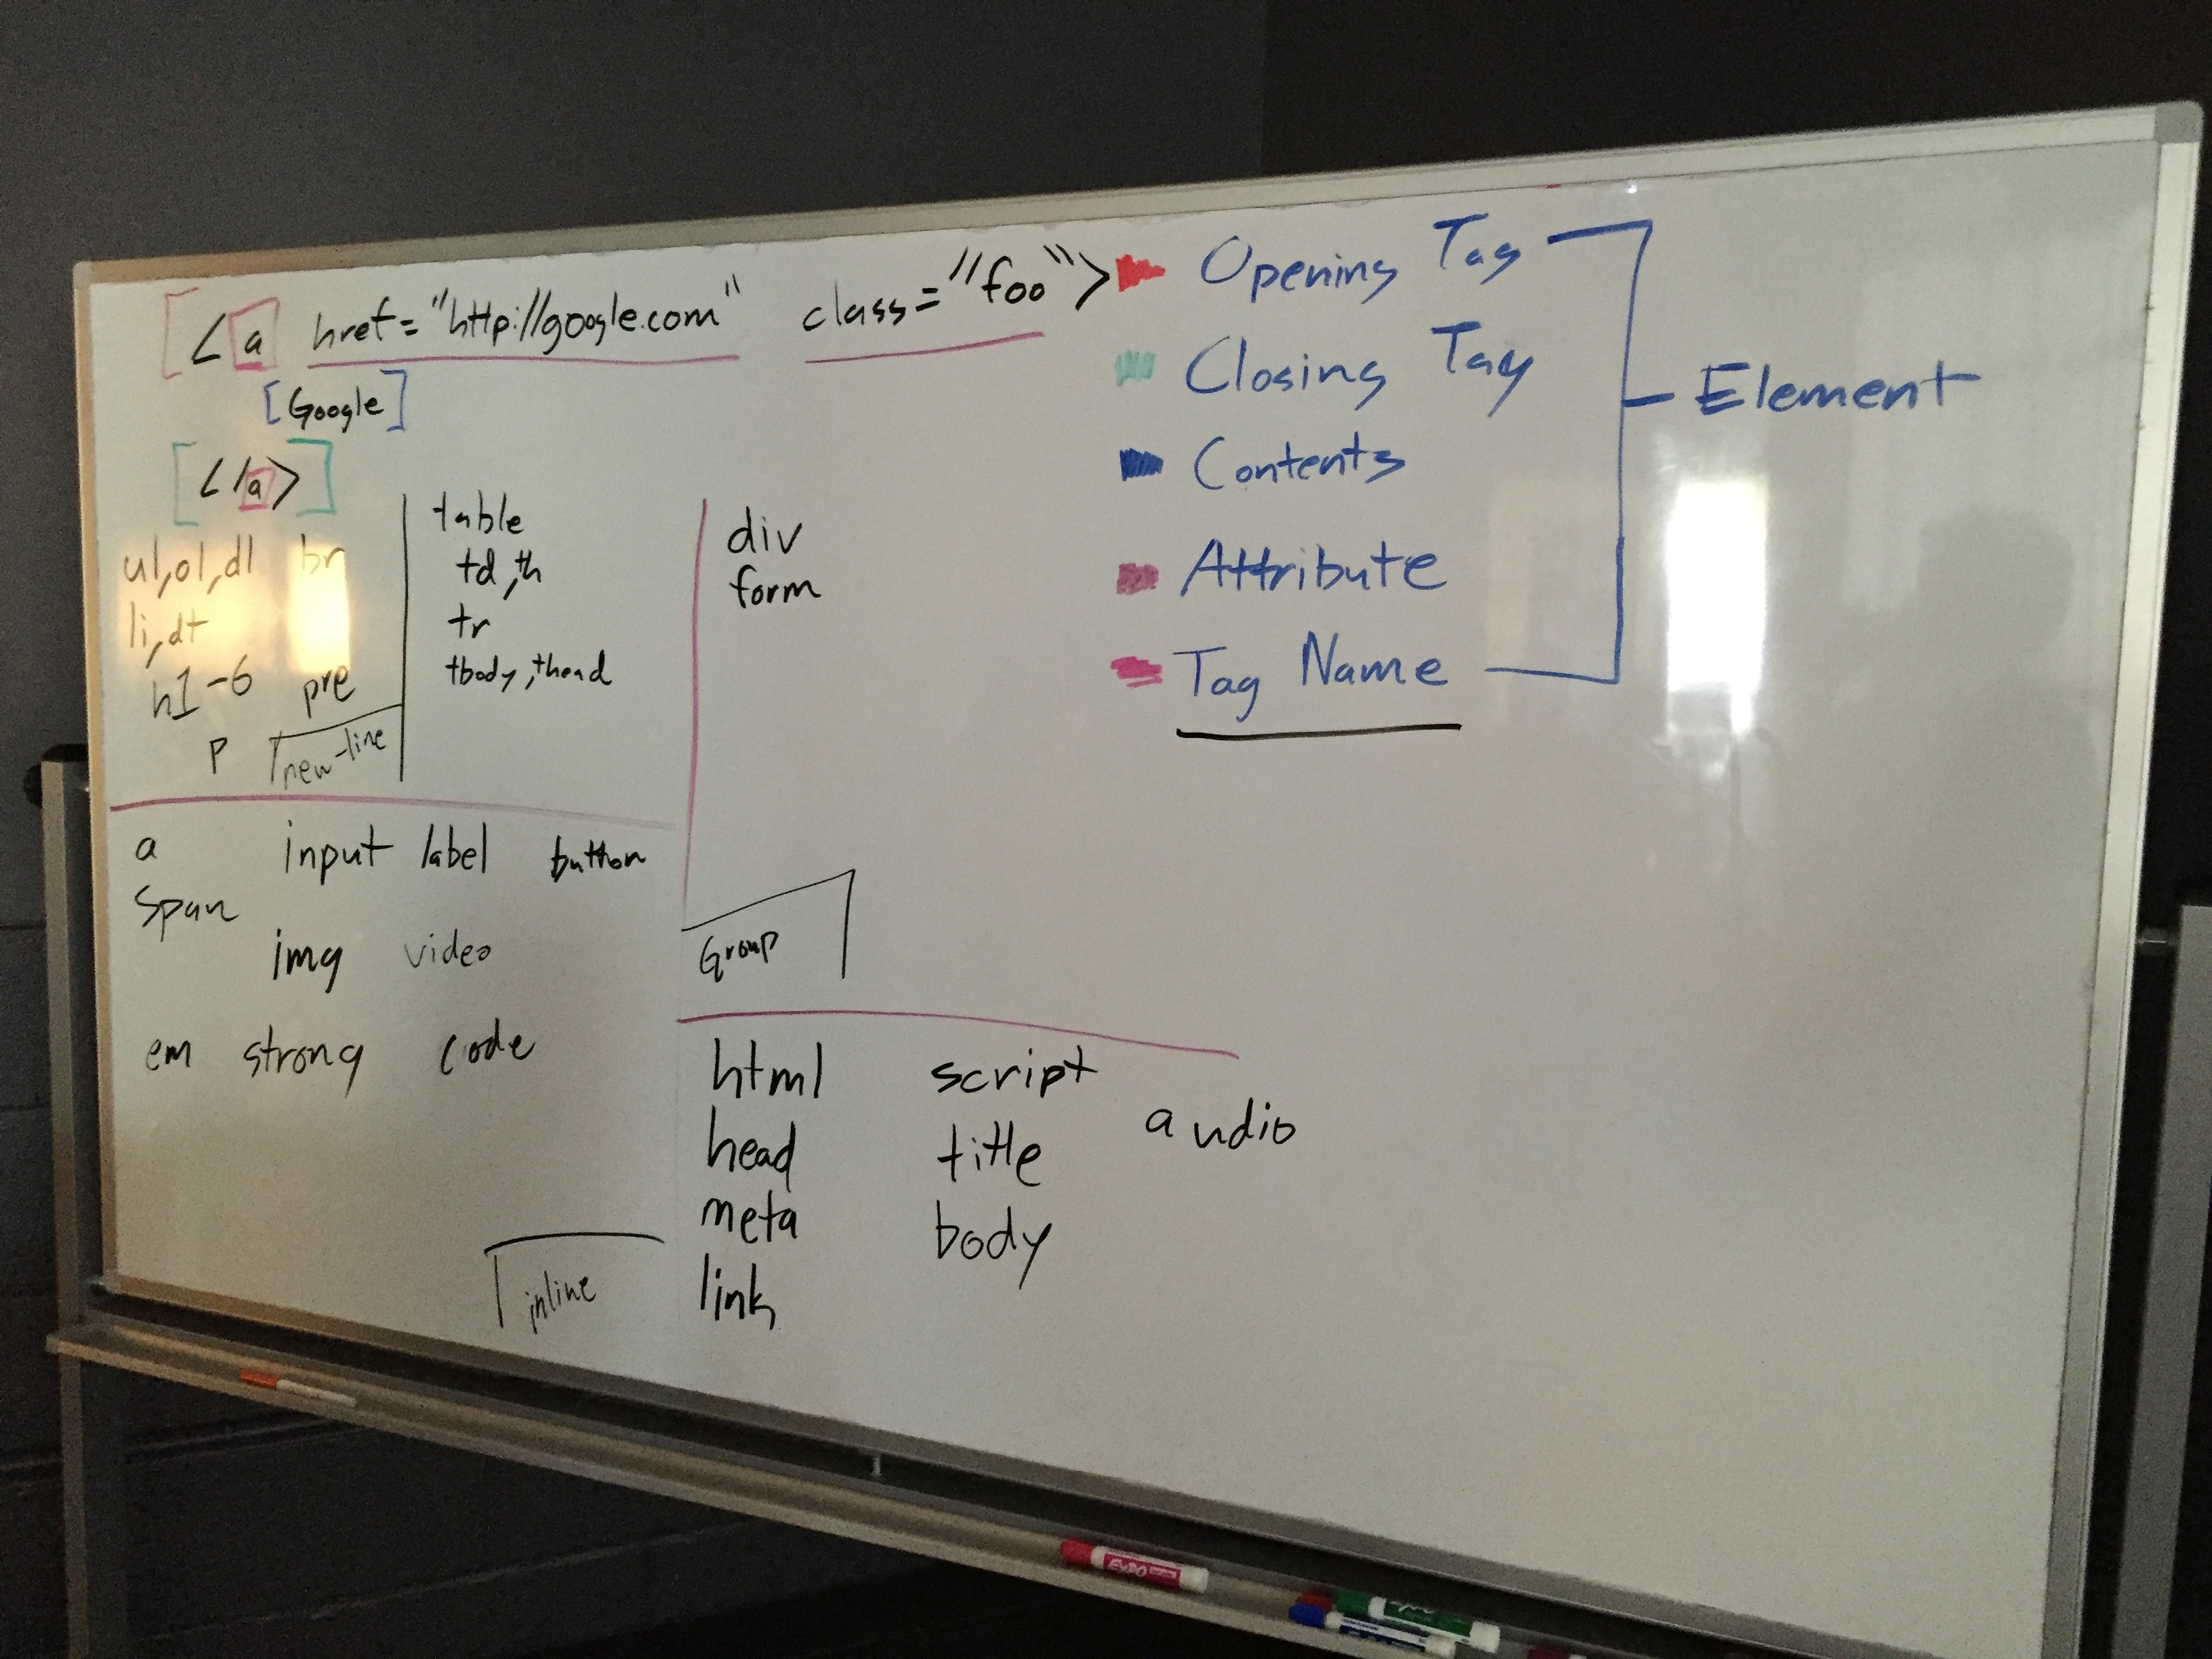 <a href="http://google.com" class="foo">
[Google]
</a>
ul,ol,dl br
li,dt
h1-6 pre
p new-line
table
td,th
tr
tbody,thead
div
form
Group
a input label button
span
img video
em strong code
inline
html script
head title audio
meta body
link
Opening Tag
Closing Tag
Contents
Attribute
Tag Name
Element
EXPO